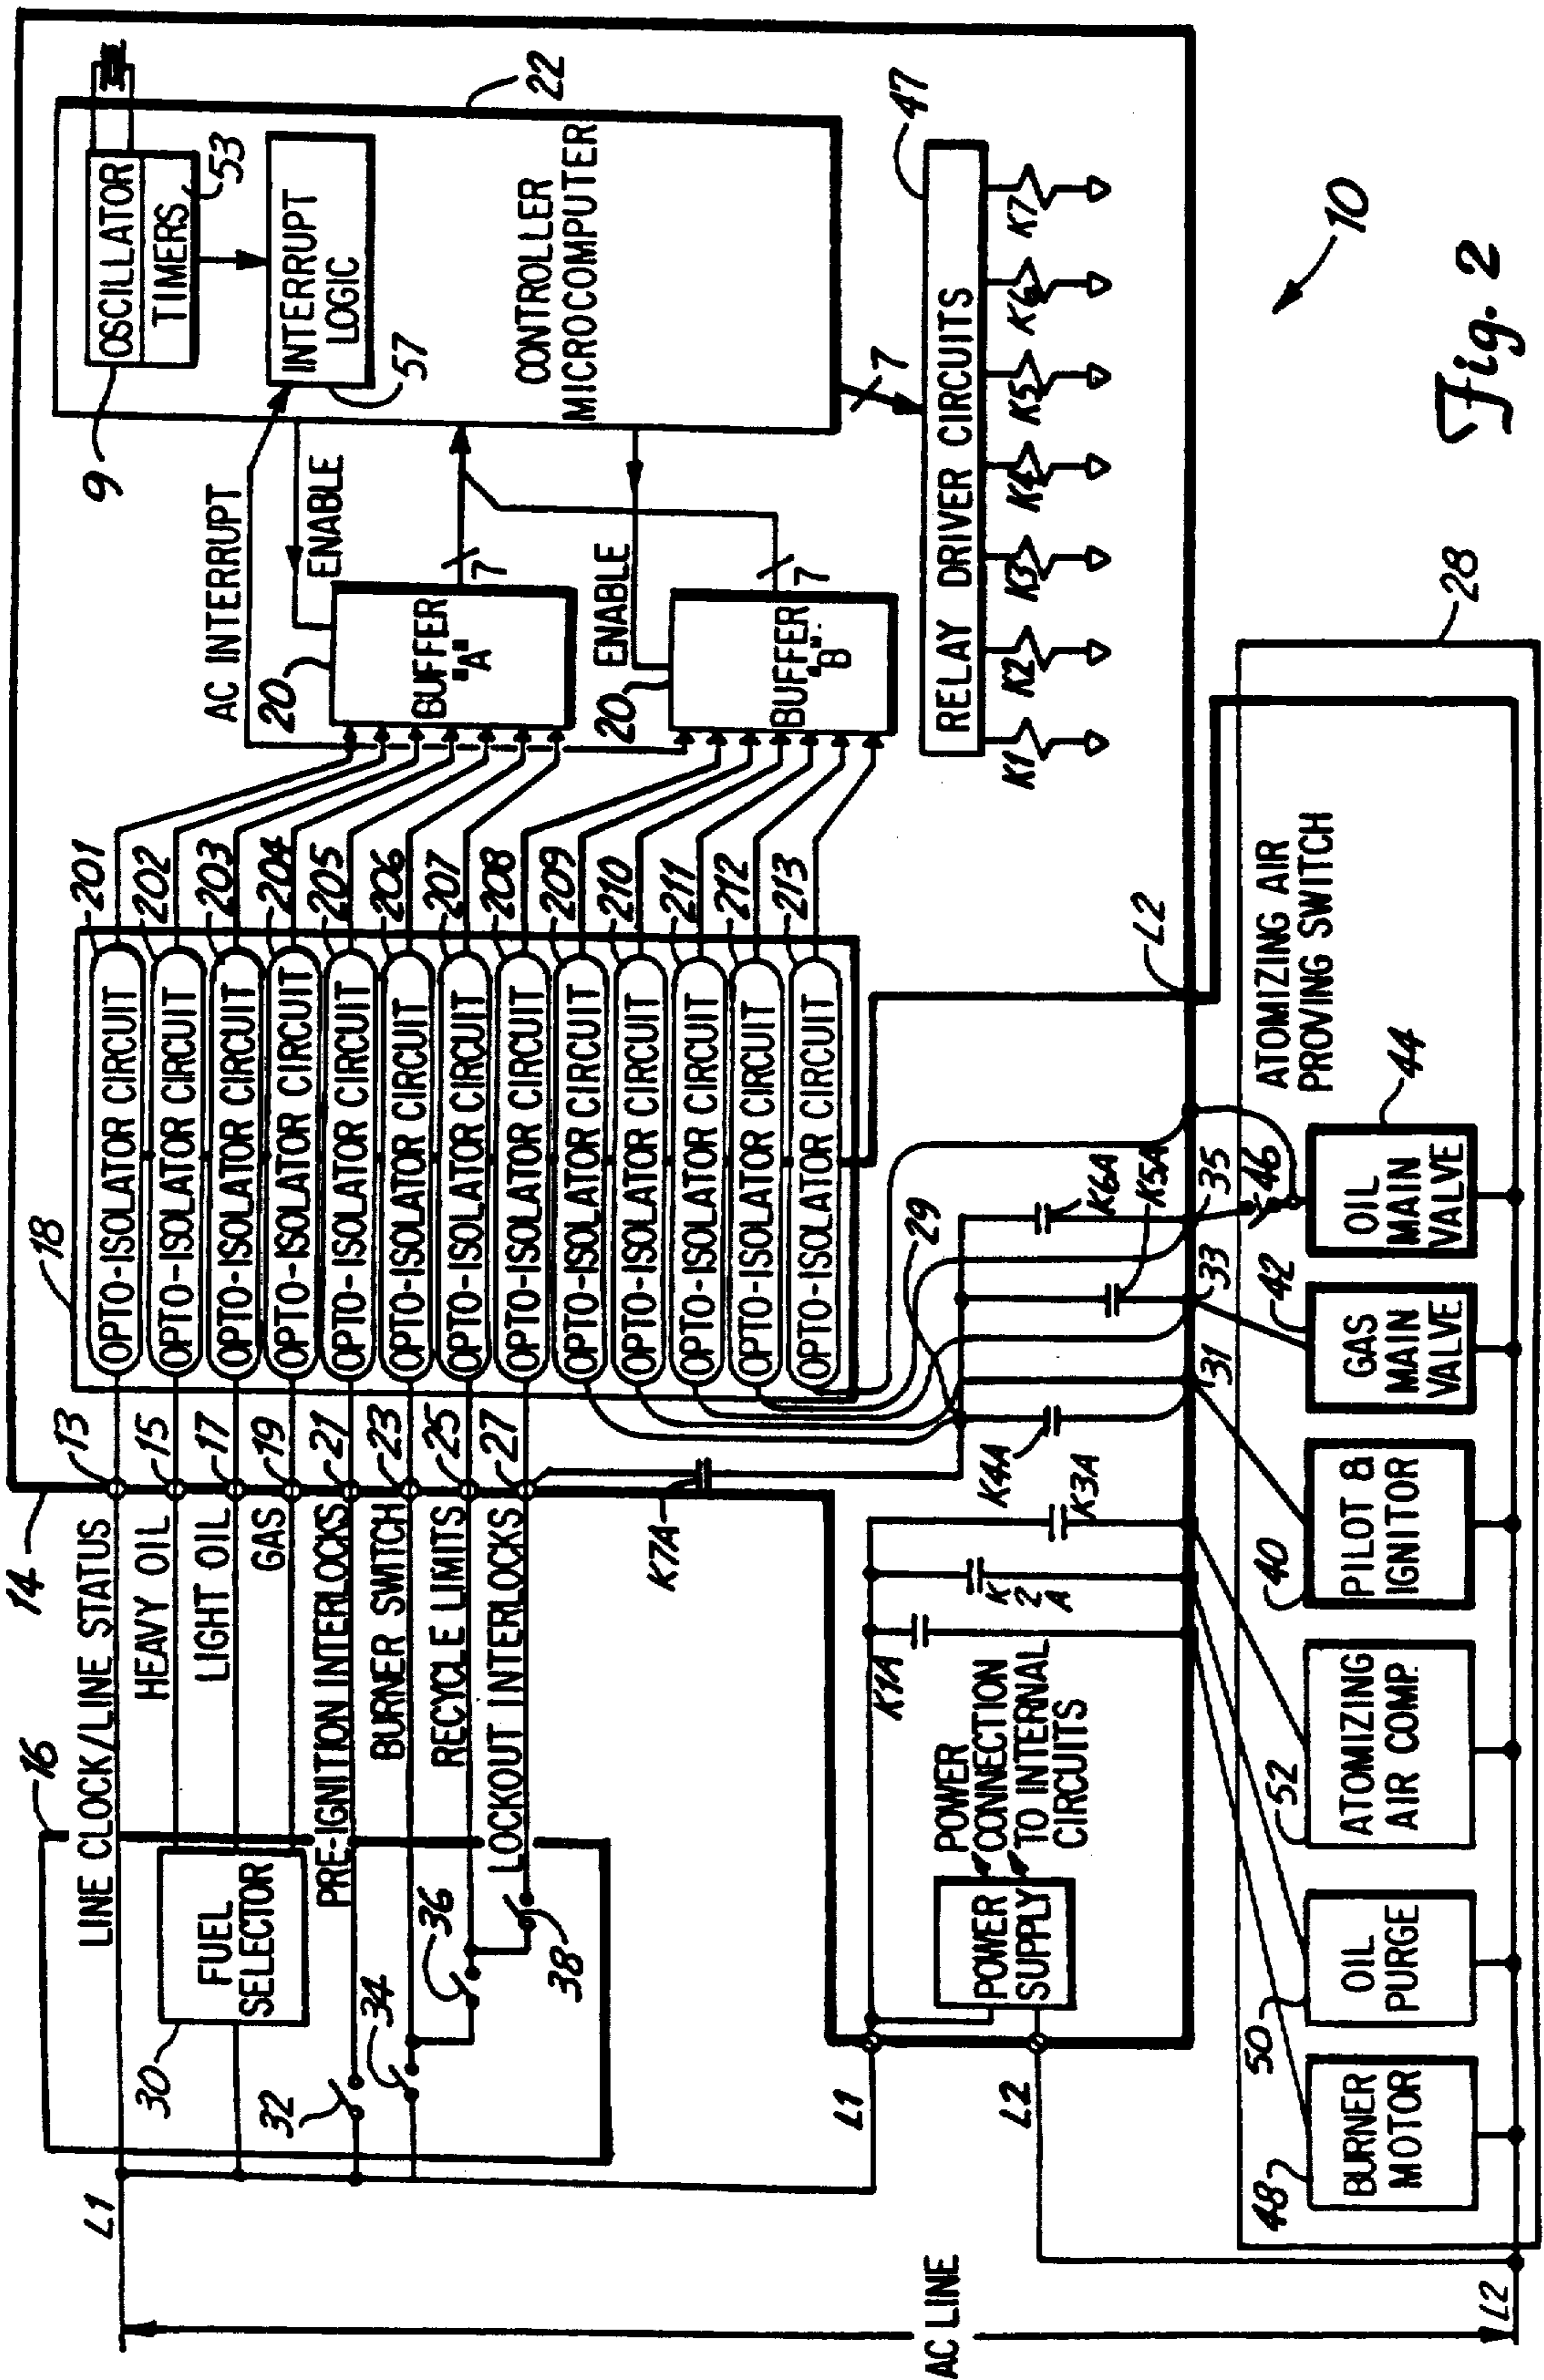 14
13
15
17
19
21
23
25
27
LINE CLOCK/LINE STATUS
HEAVY OIL
LIGHT OIL
GAS
PRE-IGNITION INTERLOCKS
BURNER SWITCH
RECYCLE LIMITS
LOCKOUT INTERLOCKS
16
FUEL
SELECTOR
30
32
34
36
38
L1
AC LINE
L2
L1
L2
18
OPTO-ISOLATOR CIRCUIT
OPTO-ISOLATOR CIRCUIT
OPTO-ISOLATOR CIRCUIT
OPTO-ISOLATOR CIRCUIT
OPTO-ISOLATOR CIRCUIT
OPTO-ISOLATOR CIRCUIT
OPTO-ISOLATOR CIRCUIT
OPTO-ISOLATOR CIRCUIT
OPTO-ISOLATOR CIRCUIT
OPTO-ISOLATOR CIRCUIT
OPTO-ISOLATOR CIRCUIT
OPTO-ISOLATOR CIRCUIT
OPTO-ISOLATOR CIRCUIT
201
202
203
204
205
206
207
208
209
210
211
212
213
AC INTERRUPT
20
BUFFER
"A"
ENABLE
7
20
BUFFER
"B"
ENABLE
7
9
OSCILLATOR
TIMERS
53
INTERRUPT
LOGIC
57
22
CONTROLLER
MICROCOMPUTER
7
RELAY DRIVER CIRCUITS
47
K1
K2
K3
K4
K5
K6
K7
POWER
SUPPLY
POWER
CONNECTION
TO INTERNAL
CIRCUITS
K1A
K
2
A
K3A
K4A
K7A
29
K6A
K5A
31
33
35
46
L2
48
BURNER
MOTOR
50
OIL
PURGE
52
ATOMIZING
AIR COMP.
40
PILOT &
IGNITOR
42
GAS
MAIN
VALVE
44
OIL
MAIN
VALVE
ATOMIZING AIR
PROVING SWITCH
28
10
Fig. 2